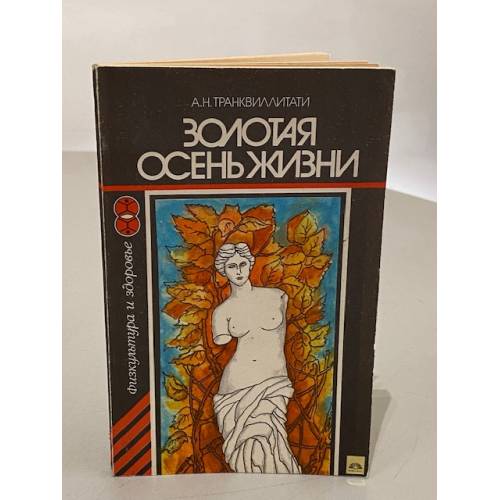 А.Н. ТРАНКВИЛЛИТАТИ
ЗОЛОТАЯ
ОСЕНЬ ЖИЗНИ
Физкультура и здоровье